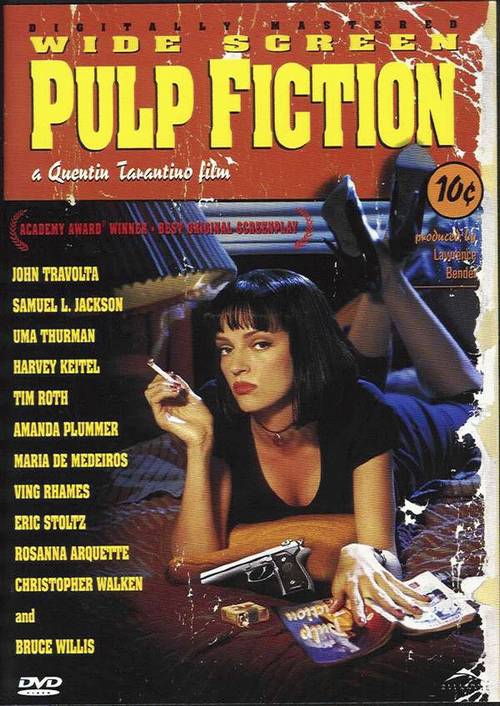 DIGITALLY MASTERED
WIDE SCREEN
PULP FICTION
a Quentin Tarantino film
10¢
produced by
Lawrence
Bender
ACADEMY AWARD® WINNER • BEST ORIGINAL SCREENPLAY
JOHN TRAVOLTA
SAMUEL L. JACKSON
UMA THURMAN
HARVEY KEITEL
TIM ROTH
AMANDA PLUMMER
MARIA DE MEDEIROS
VING RHAMES
ERIC STOLTZ
ROSANNA ARQUETTE
CHRISTOPHER WALKEN
and
BRUCE WILLIS
Pulp
Fiction
DVD
VIDEO